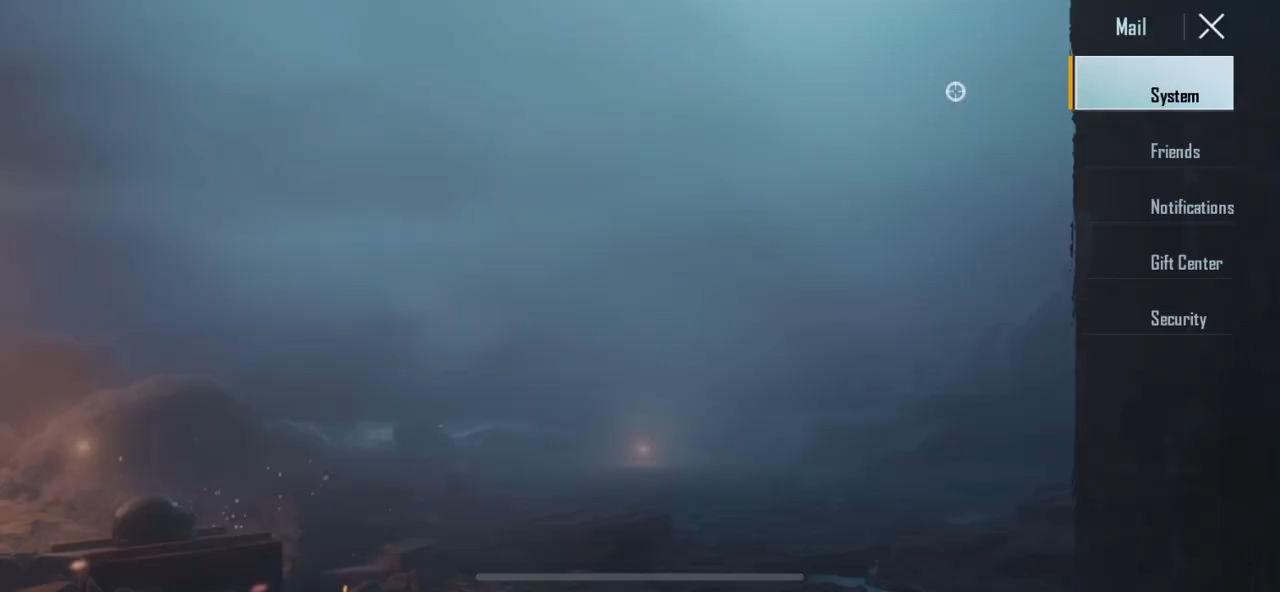 Mail
System
Friends
Notifications
Gift Center
Security